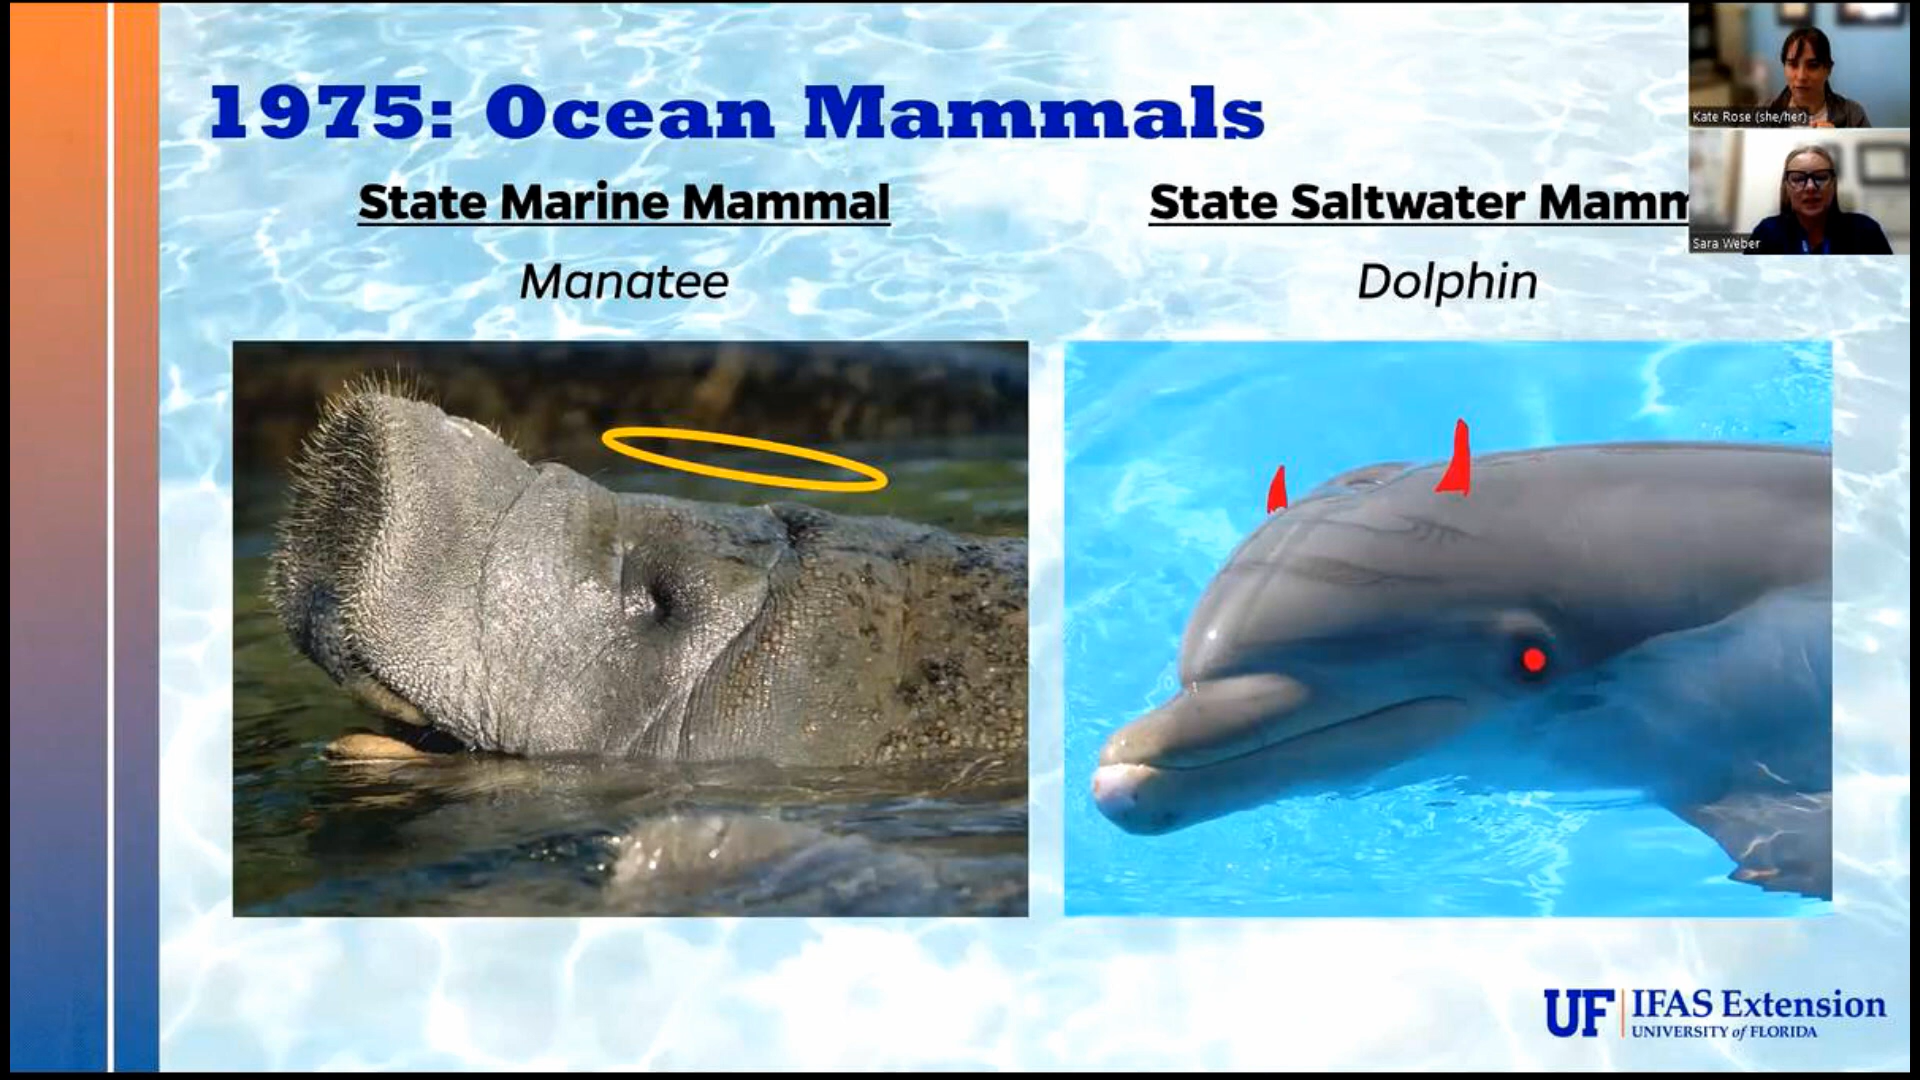 1975: Ocean Mammals
State Marine Mammal
Manatee
State Saltwater Mamm
Dolphin
Kate Rose (she/her)
Sara Weber
UF IFAS Extension
UNIVERSITY of FLORIDA